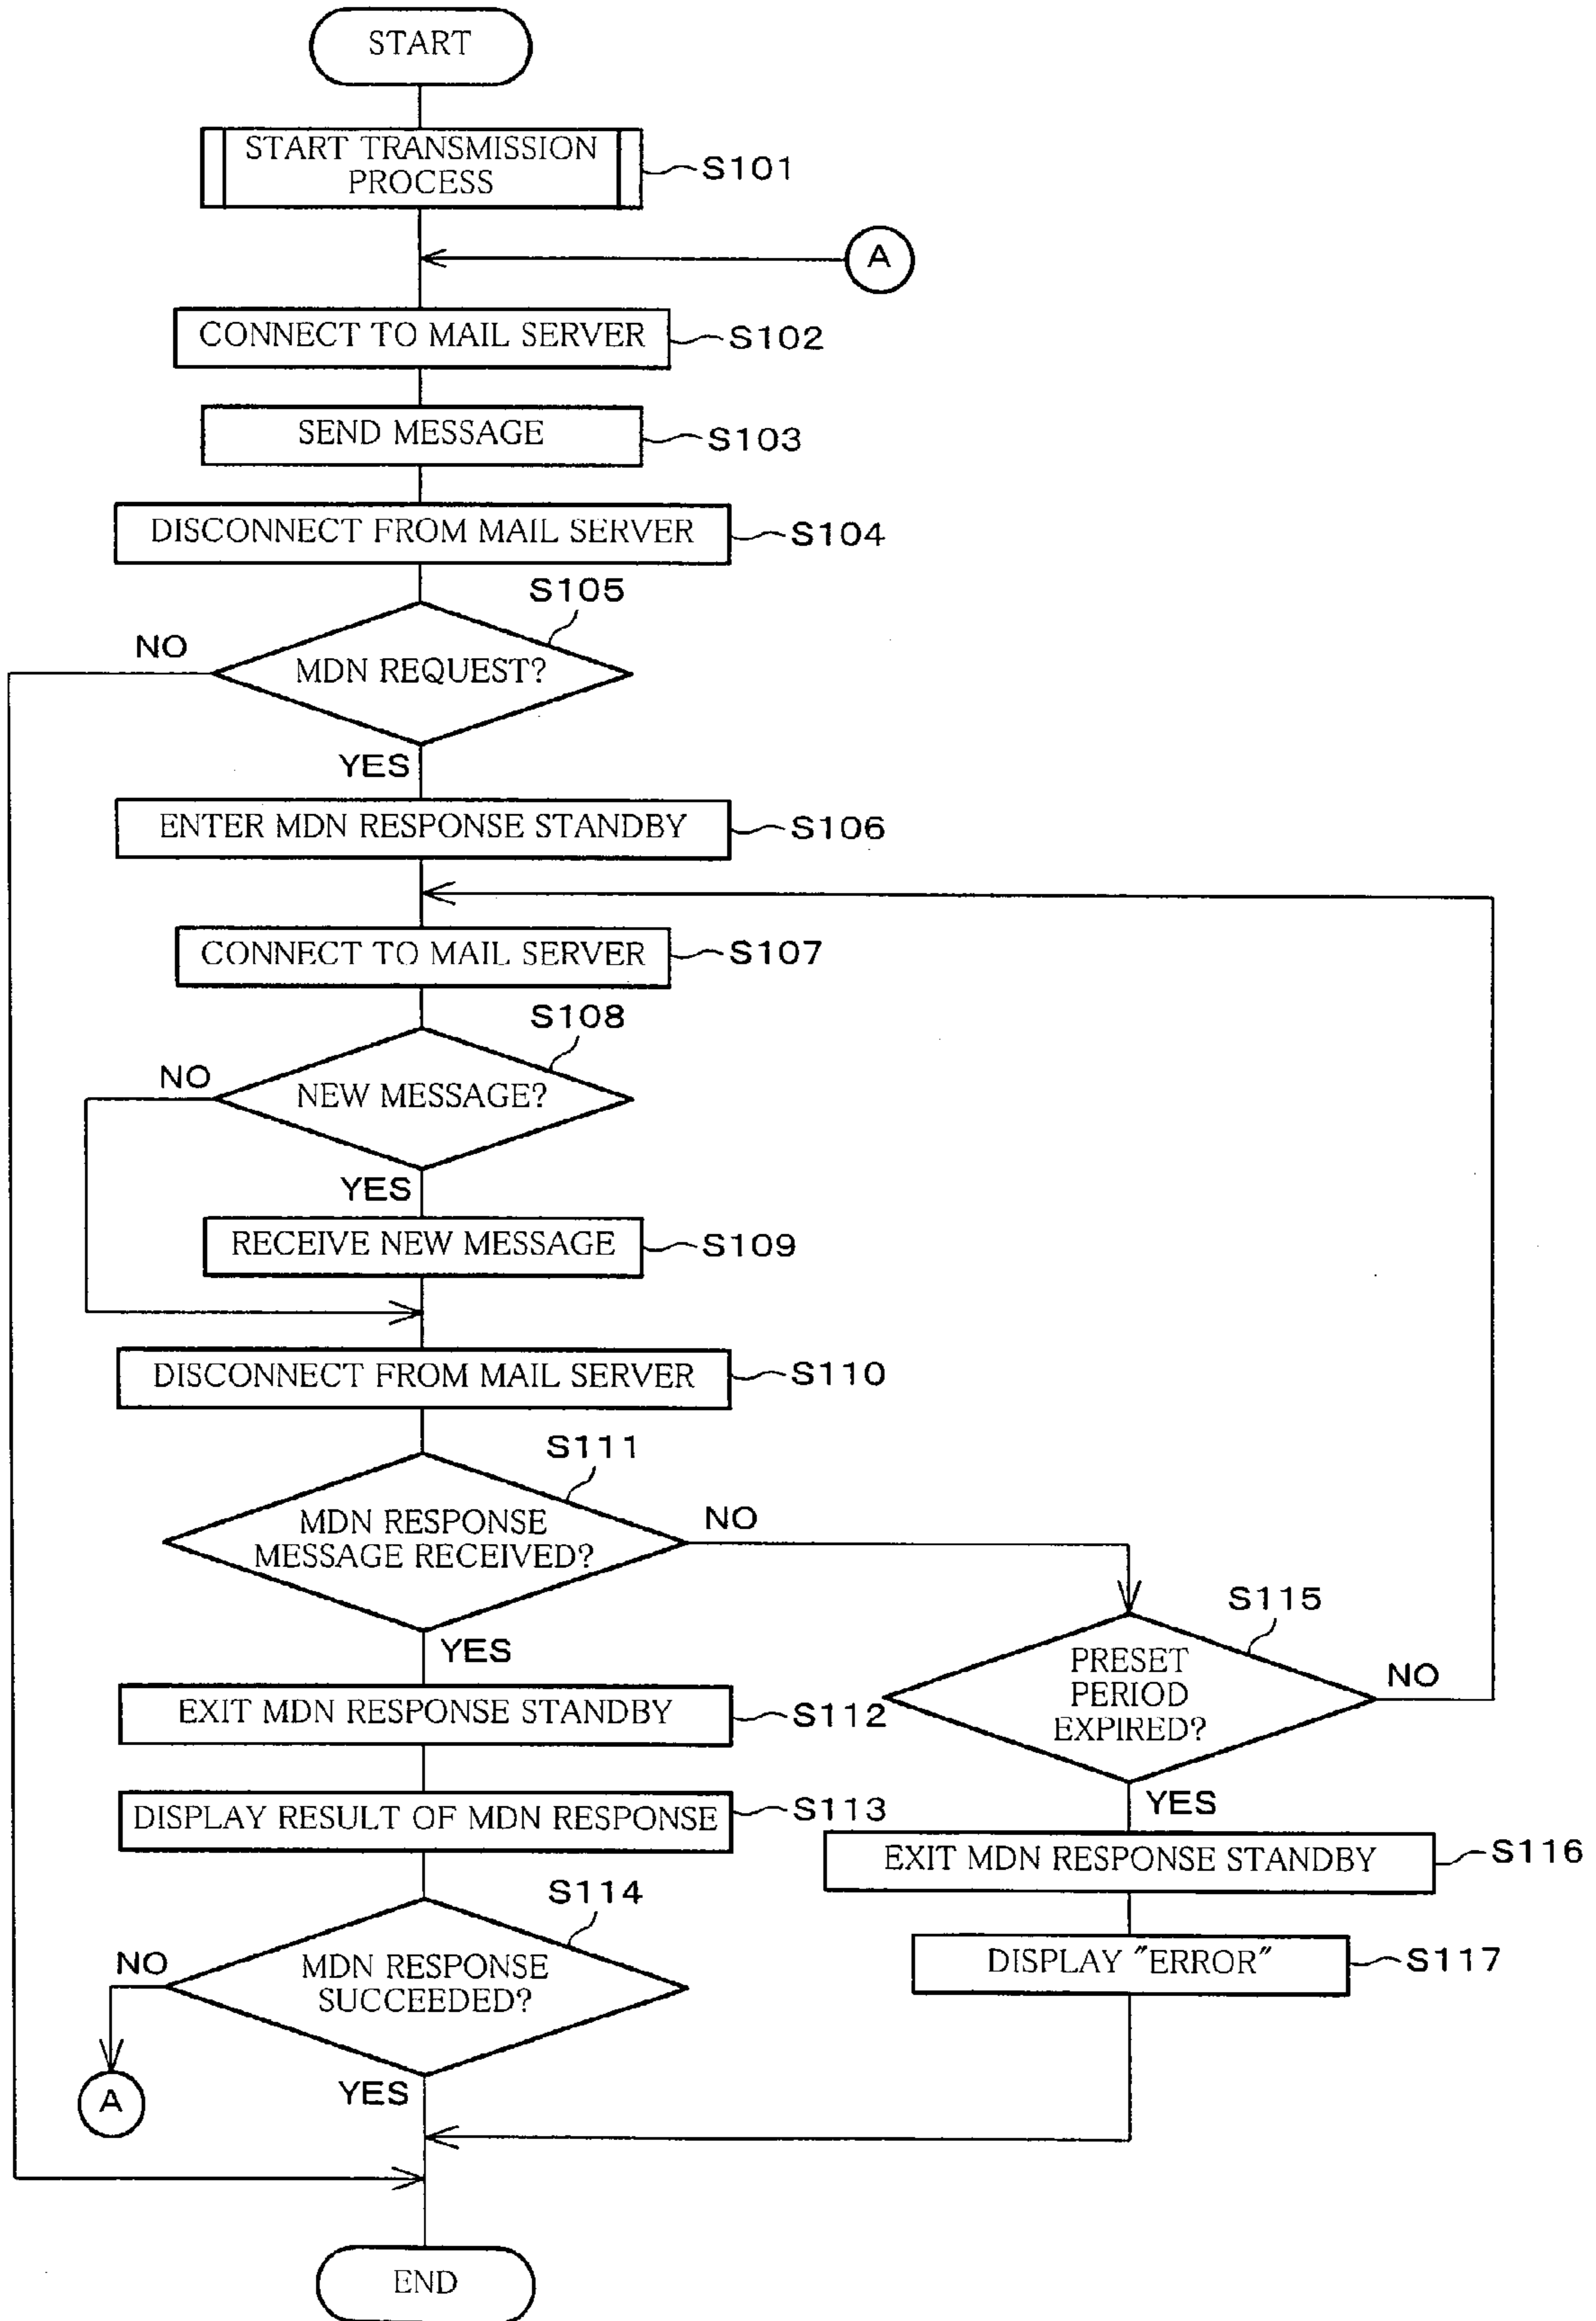 START
START TRANSMISSION
PROCESS
S101
A
CONNECT TO MAIL SERVER
S102
SEND MESSAGE
S103
DISCONNECT FROM MAIL SERVER
S104
S105
NO
MDN REQUEST?
YES
ENTER MDN RESPONSE STANDBY
S106
CONNECT TO MAIL SERVER
S107
S108
NO
NEW MESSAGE?
YES
RECEIVE NEW MESSAGE
S109
DISCONNECT FROM MAIL SERVER
S110
S111
MDN RESPONSE
MESSAGE RECEIVED?
NO
YES
S115
PRESET
PERIOD
EXPIRED?
NO
YES
EXIT MDN RESPONSE STANDBY
S112
DISPLAY RESULT OF MDN RESPONSE
S113
EXIT MDN RESPONSE STANDBY
S116
S114
NO
MDN RESPONSE
SUCCEEDED?
DISPLAY "ERROR"
S117
A
YES
END